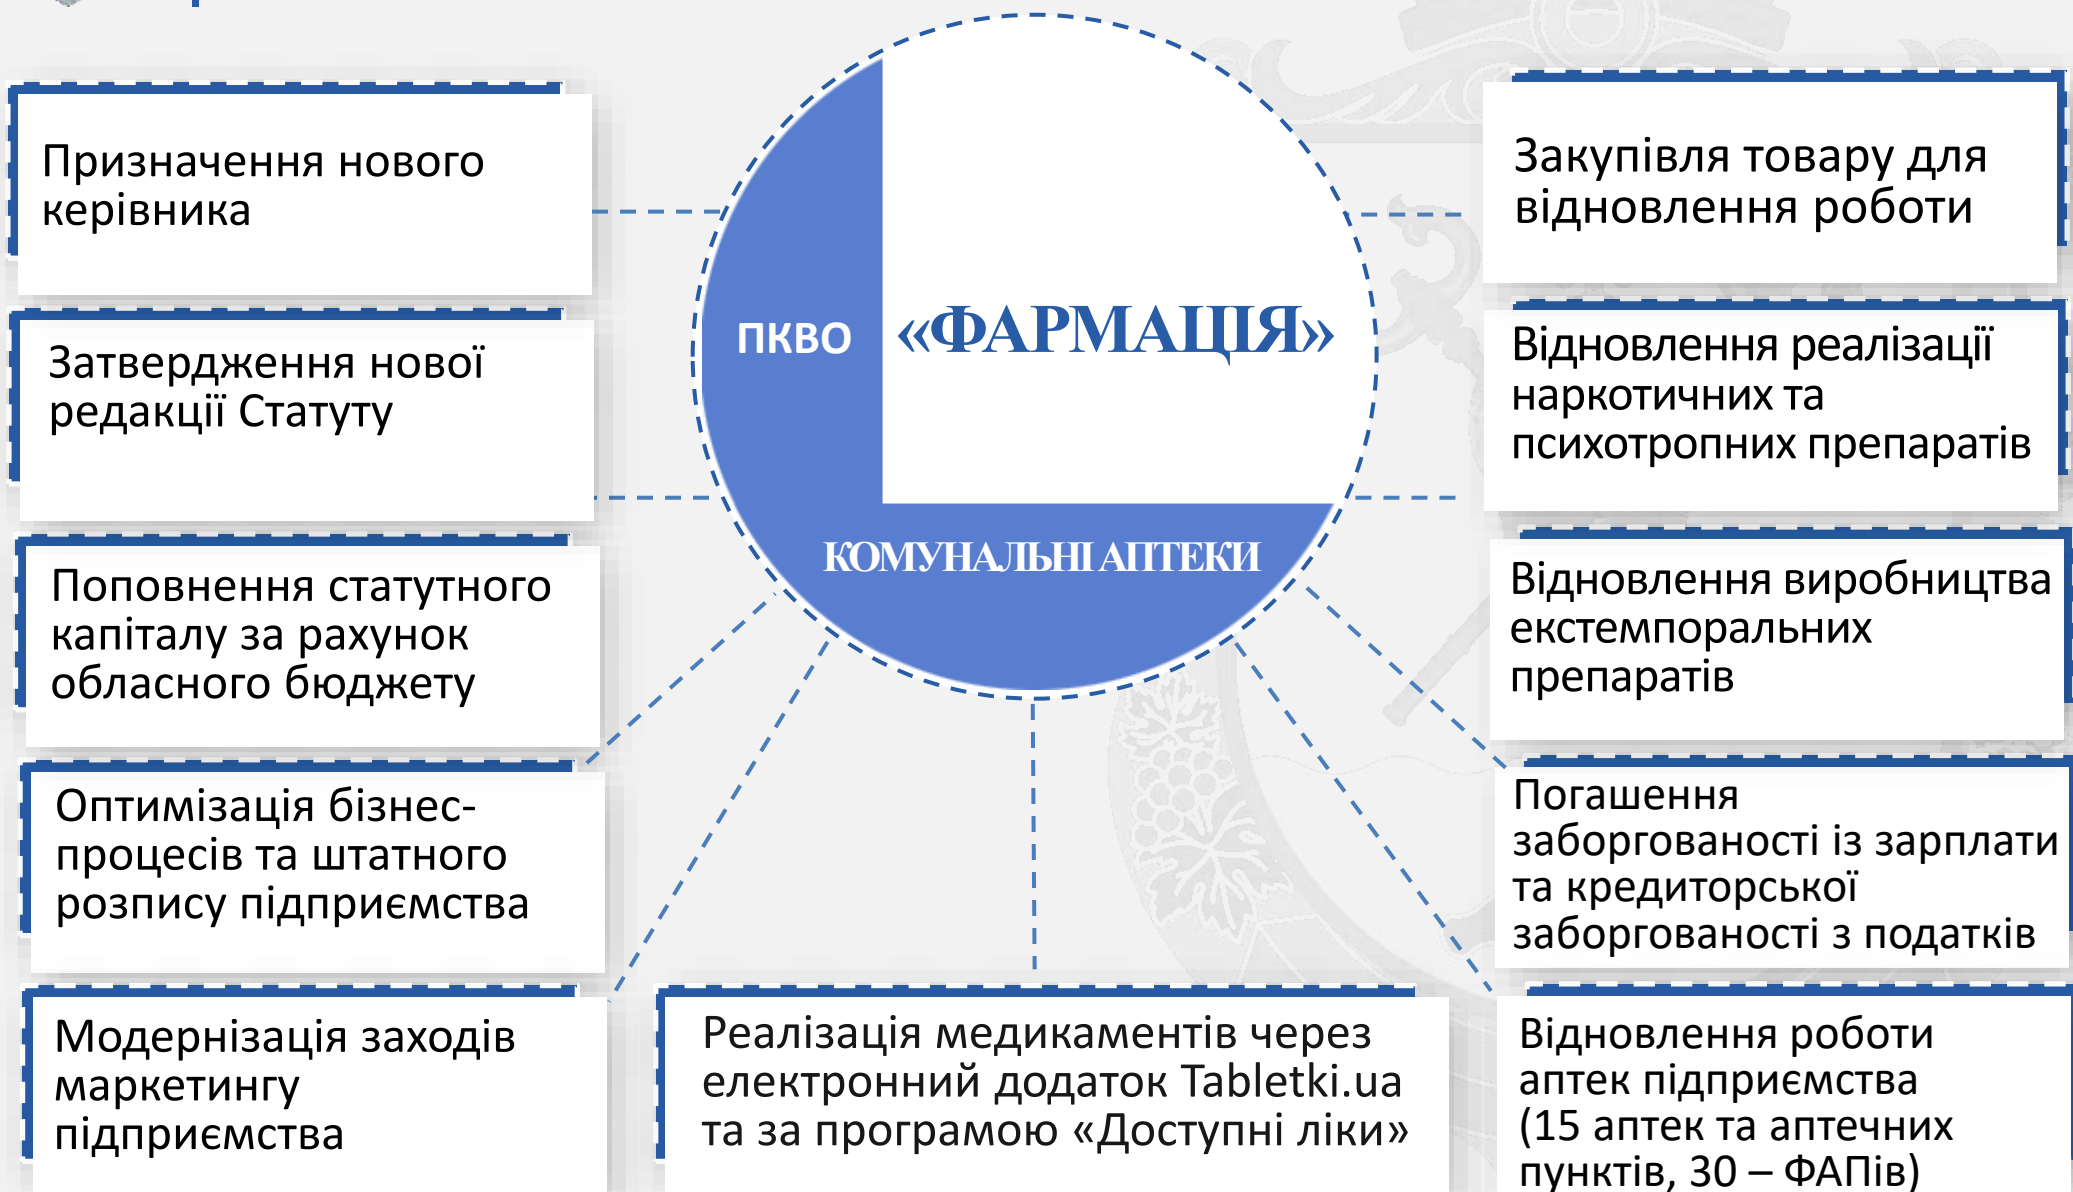 Призначення нового
керівника
Затвердження нової
редакції Статуту
Поповнення статутного
капіталу за рахунок
обласного бюджету
Оптимізація бізнес-
процесів та штатного
розпису підприємства
Модернізація заходів
маркетингу
підприємства
ПКВО
«ФАРМАЦІЯ»
КОМУНАЛЬНІ АПТЕКИ
Реалізація медикаментів через
електронний додаток Tabletki.ua
та за програмою «Доступні ліки»
Закупівля товару для
відновлення роботи
Відновлення реалізації
наркотичних та
психотропних препаратів
Відновлення виробництва
екстемпоральних
препаратів
Погашення
заборгованості із зарплати
та кредиторської
заборгованості з податків
Відновлення роботи
аптек підприємства
(15 аптек та аптечних
пунктів, 30 – ФАПів)